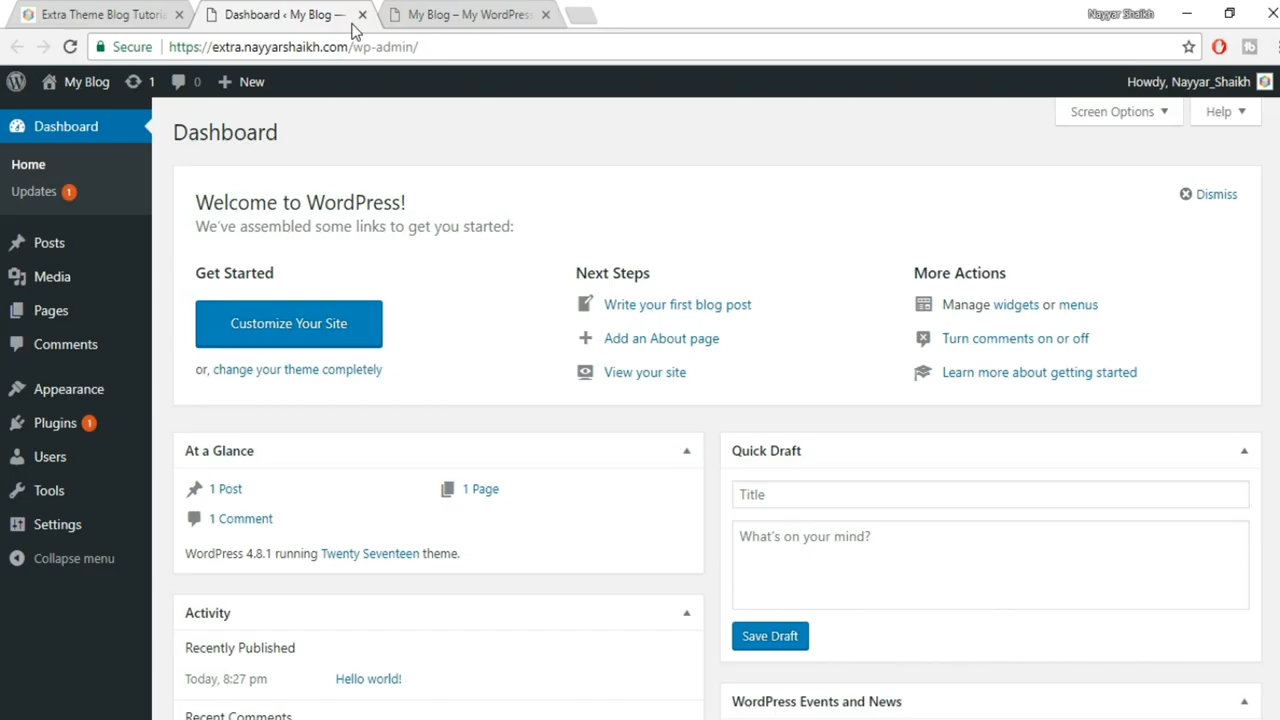 Extra Theme Blog Tutoria
Dashboard ‹ My Blog —
My Blog – My WordPress
Nayyar Shaikh
Secure https://extra.nayyarshaikh.com/wp-admin/
My Blog 1 0 New
Howdy, Nayyar_Shaikh
Dashboard
Home
Updates 1
Posts
Media
Pages
Comments
Appearance
Plugins 1
Users
Tools
Settings
Collapse menu
Screen Options
Help
Dashboard
Welcome to WordPress!
We've assembled some links to get you started:
Dismiss
Get Started
Customize Your Site
or, change your theme completely
Next Steps
Write your first blog post
Add an About page
View your site
More Actions
Manage widgets or menus
Turn comments on or off
Learn more about getting started
At a Glance
1 Post
1 Page
1 Comment
WordPress 4.8.1 running Twenty Seventeen theme.
Activity
Recently Published
Today, 8:27 pm Hello world!
Recent Comments
Quick Draft
Title
What's on your mind?
Save Draft
WordPress Events and News